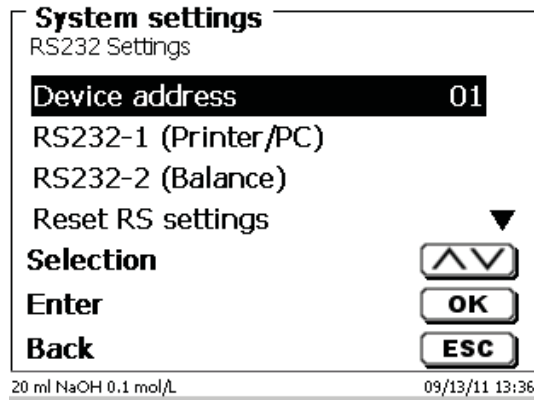 System settings
RS232 Settings
Device address 01
RS232-1 (Printer/PC)
RS232-2 (Balance)
Reset RS settings
Selection
Enter OK
Back ESC
20 ml NaOH 0.1 mol/L 09/13/11 13:36